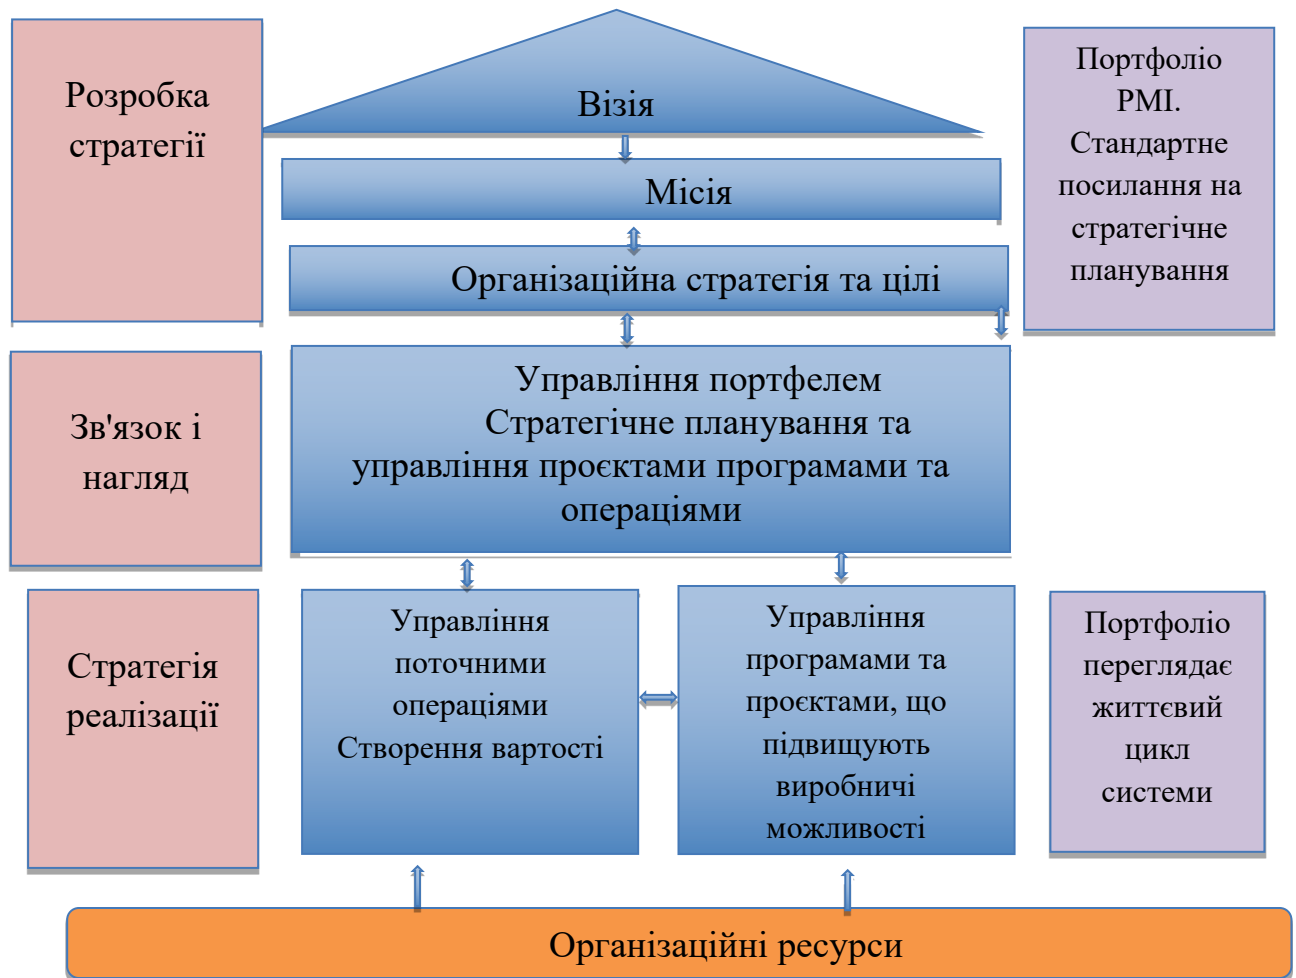 Розробка
стратегії
Візія
Портфоліо
PMI.
Стандартне
посилання на
стратегічне
планування
Місія
Організаційна стратегія та цілі
Зв'язок і
нагляд
Управління портфелем
Стратегічне планування та
управління проєктами програмами та
операціями
Стратегія
реалізації
Управління
поточними
операціями
Створення вартості
Управління
програмами та
проєктами, що
підвищують
виробничі
можливості
Портфоліо
переглядає
життєвий
цикл
системи
Організаційні ресурси